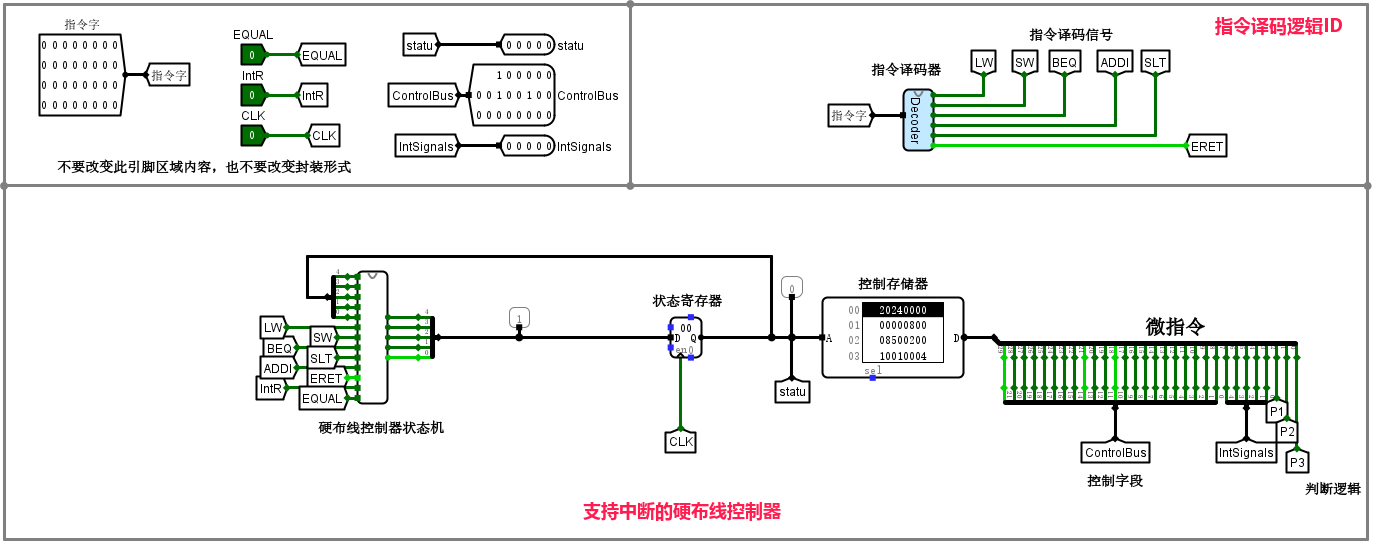 指令字
0 0 0 0 0 0 0 0
0 0 0 0 0 0 0 0
0 0 0 0 0 0 0 0
0 0 0 0 0 0 0 0
指令字
EQUAL
0
EQUAL
IntR
0
IntR
CLK
0
CLK
不要改变此引脚区域内容，也不要改变封装形式
statu
0 0 0 0 0
statu
ControlBus
1 0 0 0 0 0
0 0 1 0 0 1 0 0
0 0 0 0 0 0 0 0
ControlBus
IntSignals
0 0 0 0 0
IntSignals
指令译码逻辑ID
指令译码信号
指令译码器
LW
SW
BEQ
ADDI
SLT
指令字
Decoder
ERET
LW
SW
BEQ
SLT
ADDI
ERET
IntR
EQUAL
硬布线控制器状态机
1
状态寄存器
00
D Q
en0
CLK
0
statu
控制存储器
00 20240000
01 00000800
02 08500200
03 10010004
A
D
sel
微指令
ControlBus
控制字段
IntSignals
P1
P2
P3
判断逻辑
支持中断的硬布线控制器